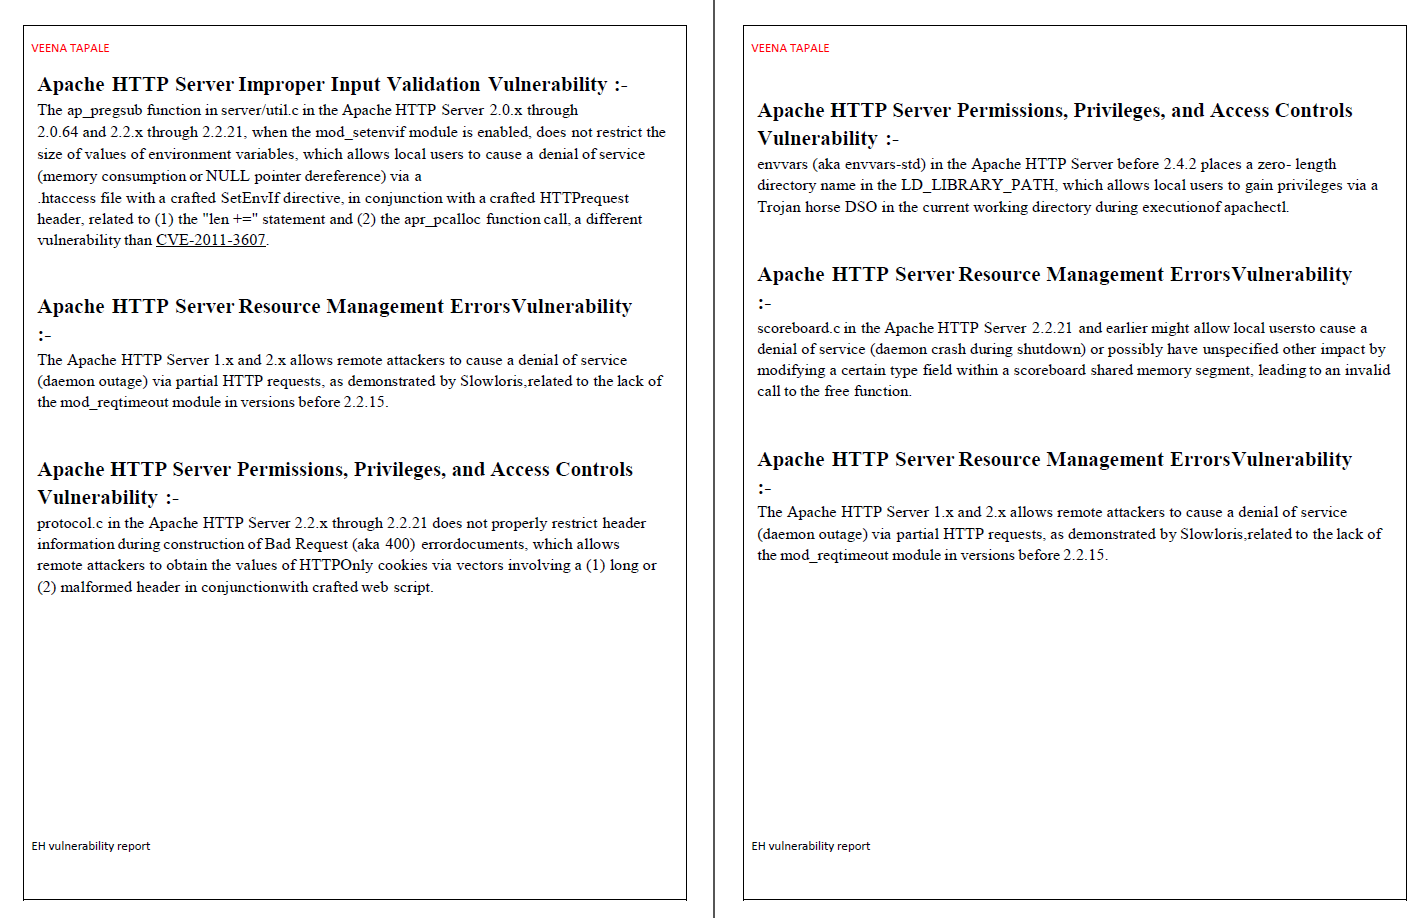 VEENA TAPALE
Apache HTTP Server Improper Input Validation Vulnerability :-
The ap_pregsub function in server/util.c in the Apache HTTP Server 2.0.x through
2.0.64 and 2.2.x through 2.2.21, when the mod_setenvif module is enabled, does not restrict the
size of values of environment variables, which allows local users to cause a denial of service
(memory consumption or NULL pointer dereference) via a
.htaccess file with a crafted SetEnvIf directive, in conjunction with a crafted HTTPrequest
header, related to (1) the "len +=" statement and (2) the apr_pcalloc function call, a different
vulnerability than CVE-2011-3607.
Apache HTTP Server Resource Management ErrorsVulnerability
:-
The Apache HTTP Server 1.x and 2.x allows remote attackers to cause a denial of service
(daemon outage) via partial HTTP requests, as demonstrated by Slowloris,related to the lack of
the mod_reqtimeout module in versions before 2.2.15.
Apache HTTP Server Permissions, Privileges, and Access Controls
Vulnerability :-
protocol.c in the Apache HTTP Server 2.2.x through 2.2.21 does not properly restrict header
information during construction of Bad Request (aka 400) errordocuments, which allows
remote attackers to obtain the values of HTTPOnly cookies via vectors involving a (1) long or
(2) malformed header in conjunctionwith crafted web script.
EH vulnerability report
VEENA TAPALE
Apache HTTP Server Permissions, Privileges, and Access Controls
Vulnerability :-
envvars (aka envvars-std) in the Apache HTTP Server before 2.4.2 places a zero- length
directory name in the LD_LIBRARY_PATH, which allows local users to gain privileges via a
Trojan horse DSO in the current working directory during executionof apachectl.
Apache HTTP Server Resource Management ErrorsVulnerability
:-
scoreboard.c in the Apache HTTP Server 2.2.21 and earlier might allow local usersto cause a
denial of service (daemon crash during shutdown) or possibly have unspecified other impact by
modifying a certain type field within a scoreboard shared memory segment, leading to an invalid
call to the free function.
Apache HTTP Server Resource Management ErrorsVulnerability
:-
The Apache HTTP Server 1.x and 2.x allows remote attackers to cause a denial of service
(daemon outage) via partial HTTP requests, as demonstrated by Slowloris,related to the lack of
the mod_reqtimeout module in versions before 2.2.15.
EH vulnerability report